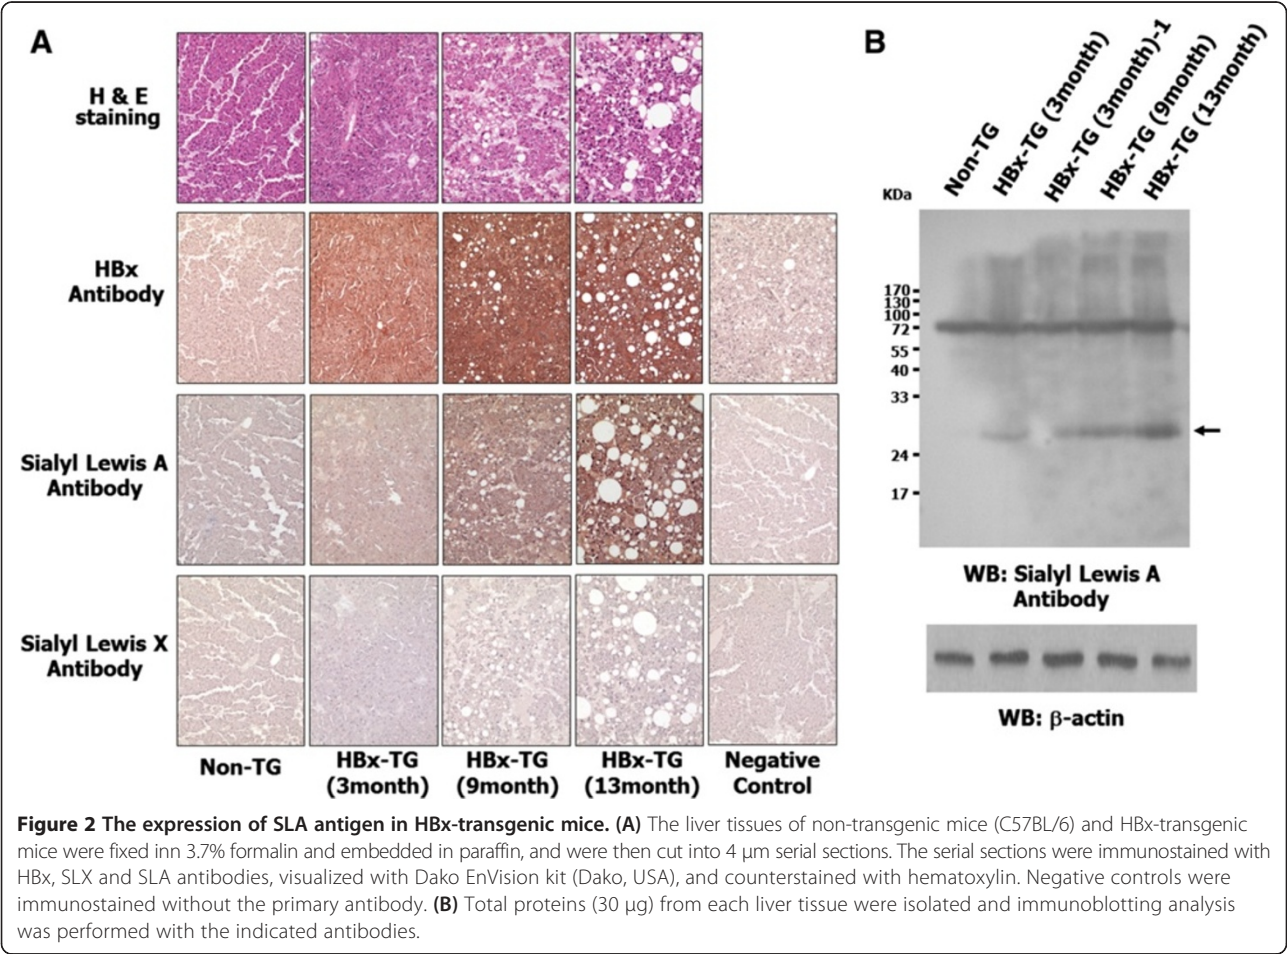 A
H & E
staining
HBx
Antibody
Sialyl Lewis A
Antibody
Sialyl Lewis X
Antibody
Non-TG
HBx-TG
(3month)
HBx-TG
(9month)
HBx-TG
(13month)
Negative
Control
B
Non-TG
HBx-TG (3month)
HBx-TG (3month)-1
HBx-TG (9month)
HBx-TG (13month)
KDa
170
130
100
72
55
40
33
24
17
WB: Sialyl Lewis A
Antibody
WB: β-actin
Figure 2 The expression of SLA antigen in HBx-transgenic mice. (A) The liver tissues of non-transgenic mice (C57BL/6) and HBx-transgenic
mice were fixed inn 3.7% formalin and embedded in paraffin, and were then cut into 4 μm serial sections. The serial sections were immunostained with
HBx, SLX and SLA antibodies, visualized with Dako EnVision kit (Dako, USA), and counterstained with hematoxylin. Negative controls were
immunostained without the primary antibody. (B) Total proteins (30 μg) from each liver tissue were isolated and immunoblotting analysis
was performed with the indicated antibodies.